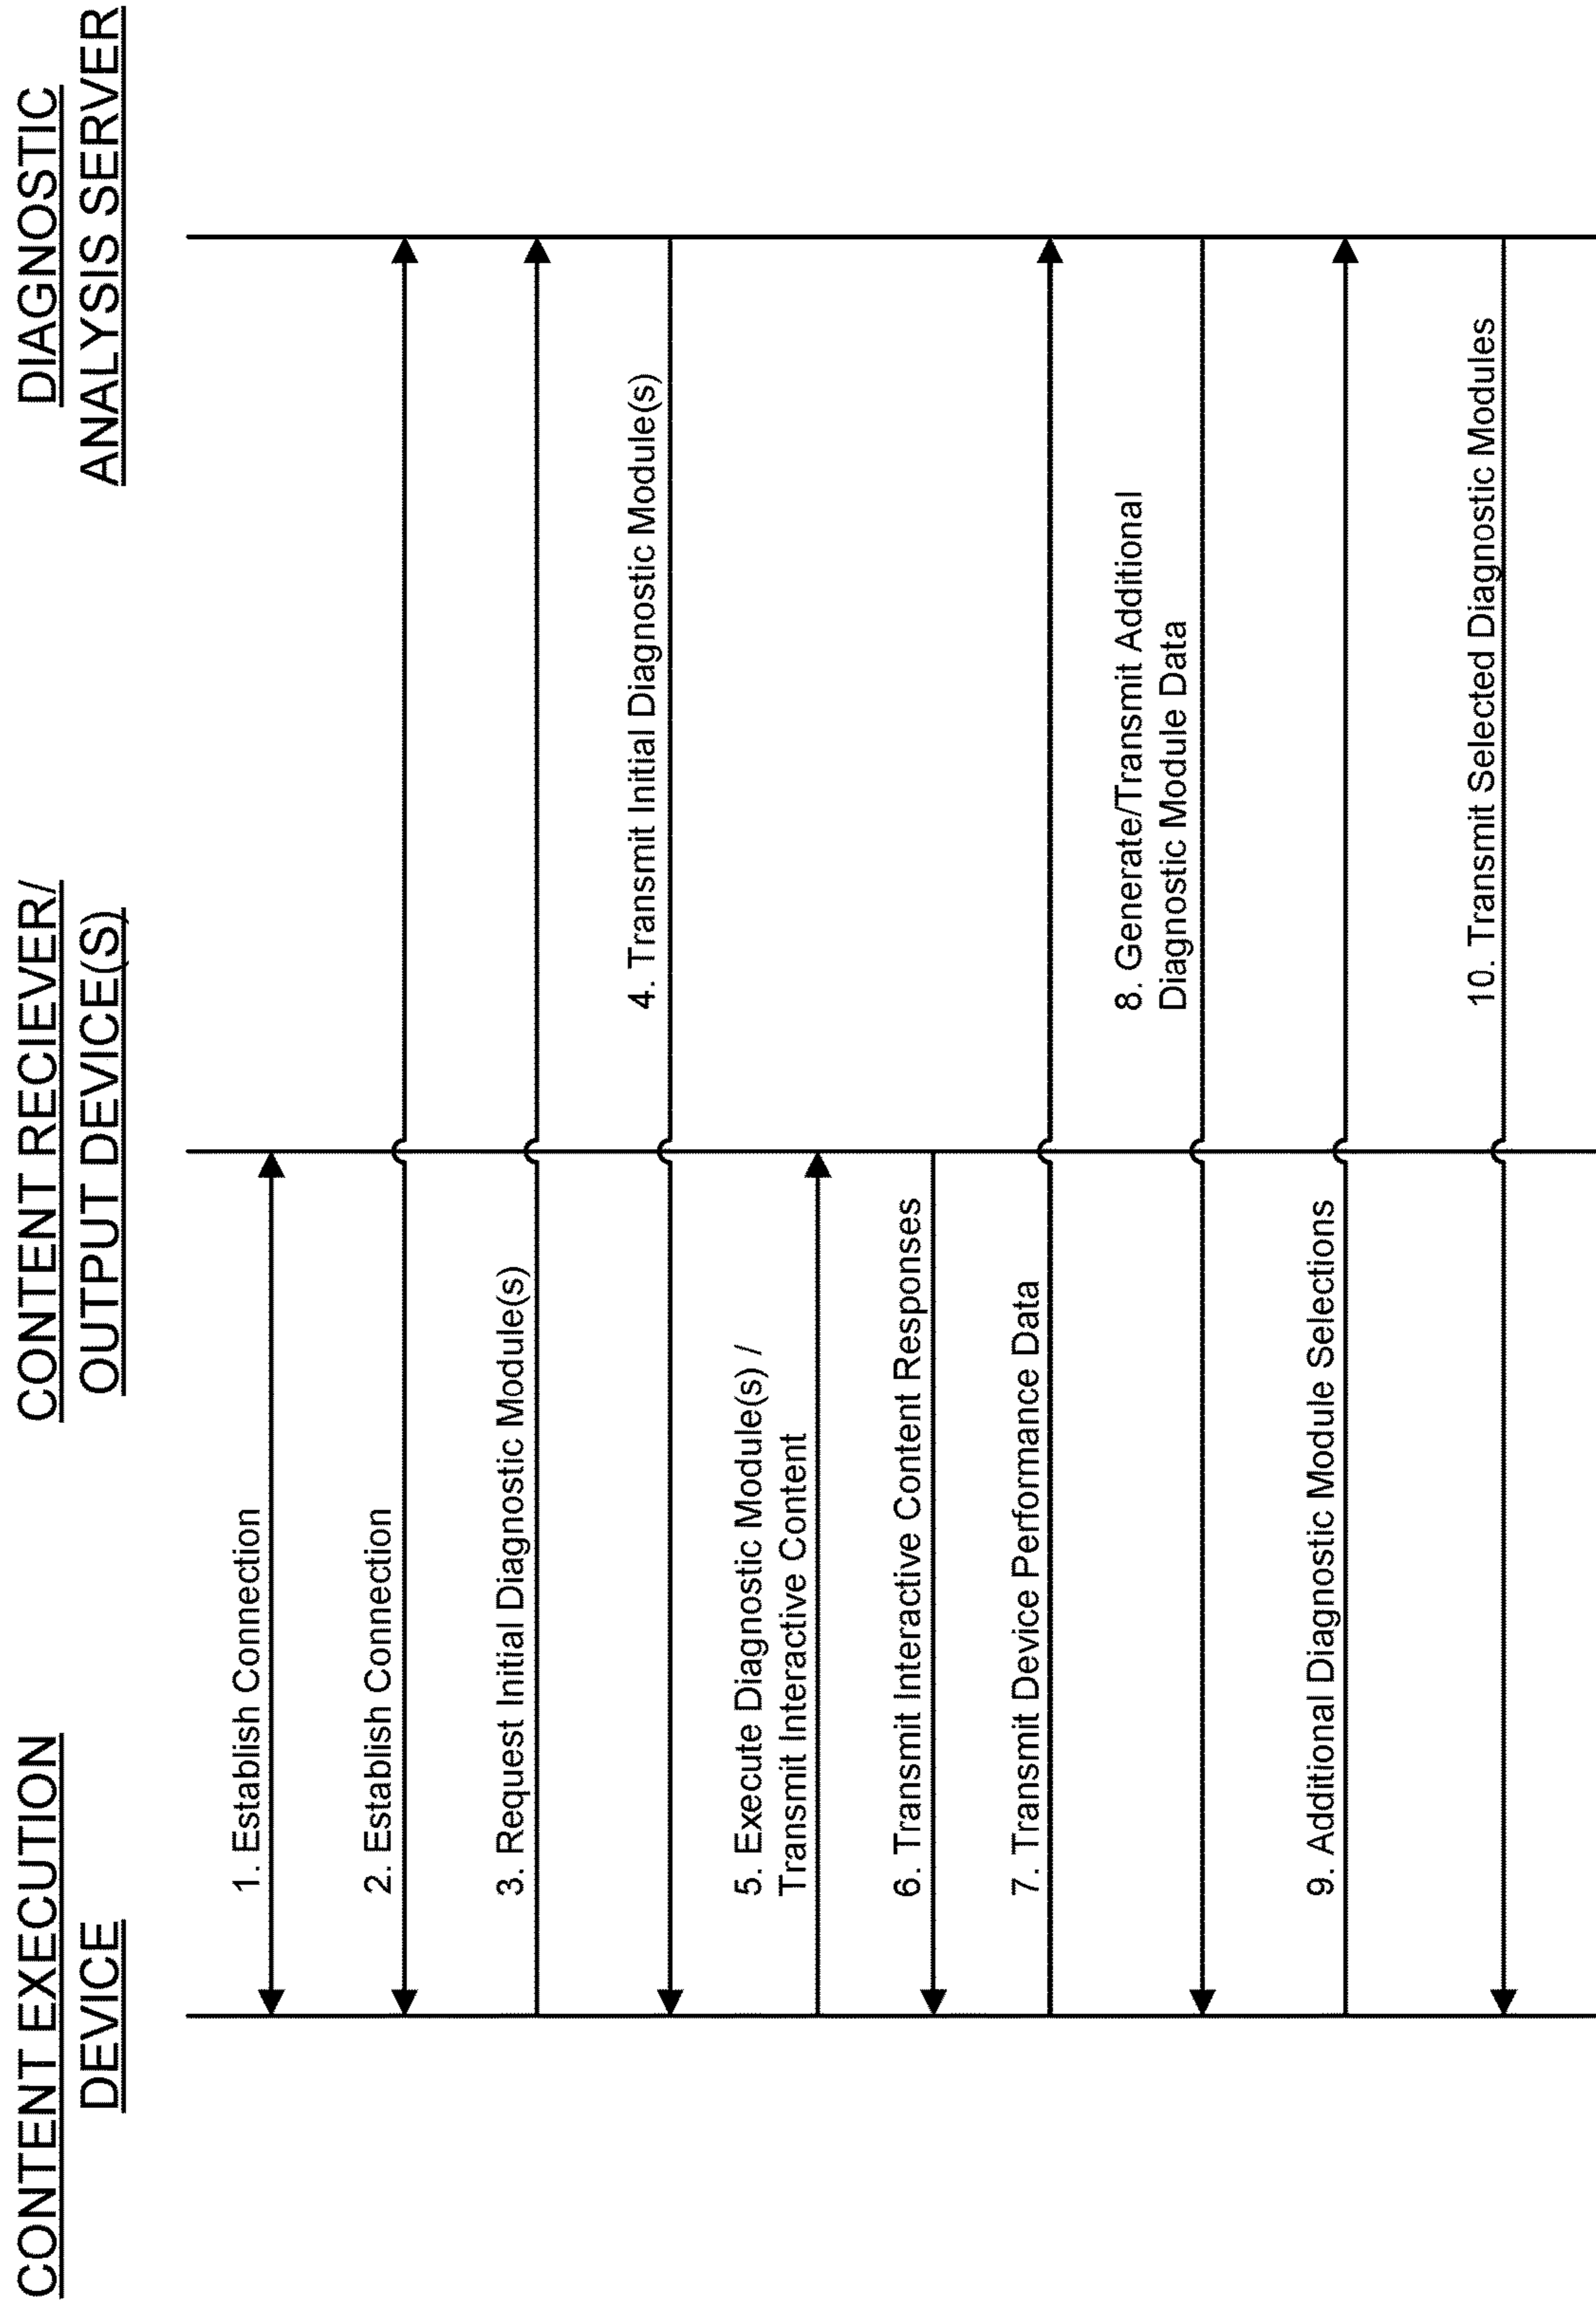 CONTENT EXECUTION
DEVICE
CONTENT RECIEVER/
OUTPUT DEVICE(S)
DIAGNOSTIC
ANALYSIS SERVER
1. Establish Connection
2. Establish Connection
3. Request Initial Diagnostic Module(s)
4. Transmit Initial Diagnostic Module(s)
5. Execute Diagnostic Module(s) /
Transmit Interactive Content
6. Transmit Interactive Content Responses
7. Transmit Device Performance Data
8. Generate/Transmit Additional
Diagnostic Module Data
9. Additional Diagnostic Module Selections
10. Transmit Selected Diagnostic Modules